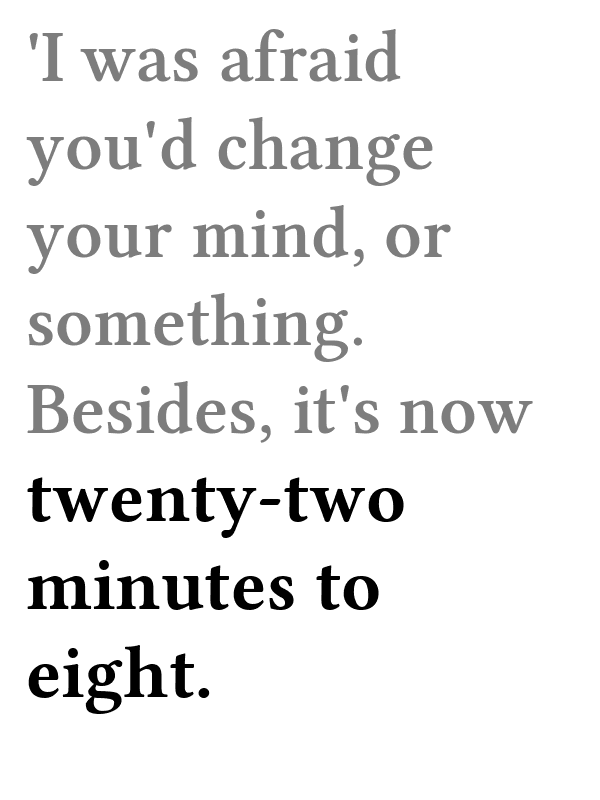 'I was afraid
you'd change
your mind, or
something.
Besides, it's now
twenty-two
minutes to
eight.